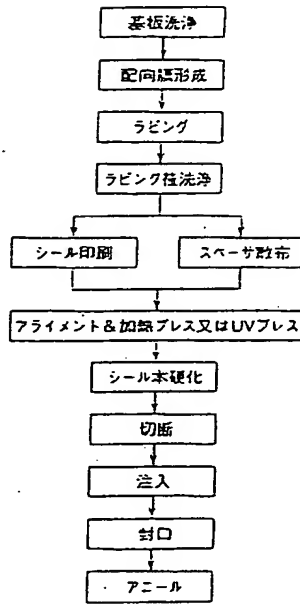 基板洗浄
配向膜形成
ラビング
ラビング後洗浄
シール印刷
スペーサ散布
アライメント&加熱プレス又はUVプレス
シール本硬化
切断
注入
封口
アニール